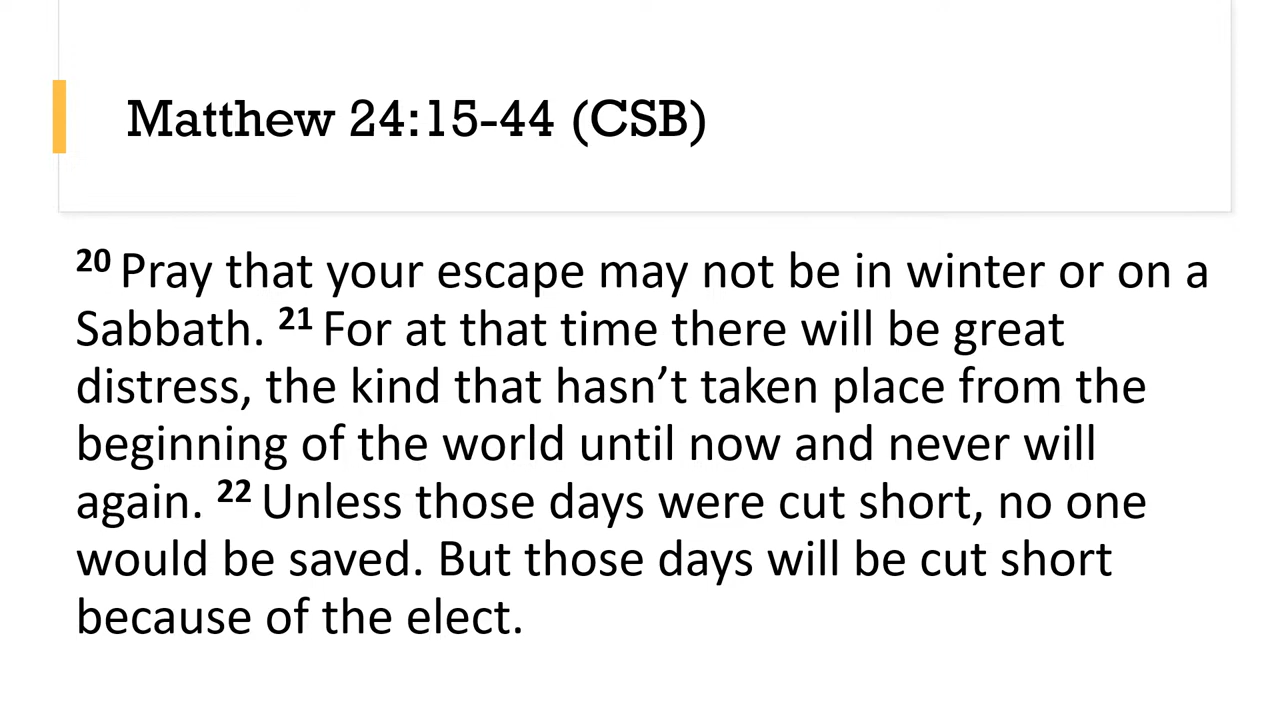 Matthew 24:15-44 (CSB)
20 Pray that your escape may not be in winter or on a
Sabbath. 21 For at that time there will be great
distress, the kind that hasn’t taken place from the
beginning of the world until now and never will
again. 22 Unless those days were cut short, no one
would be saved. But those days will be cut short
because of the elect.